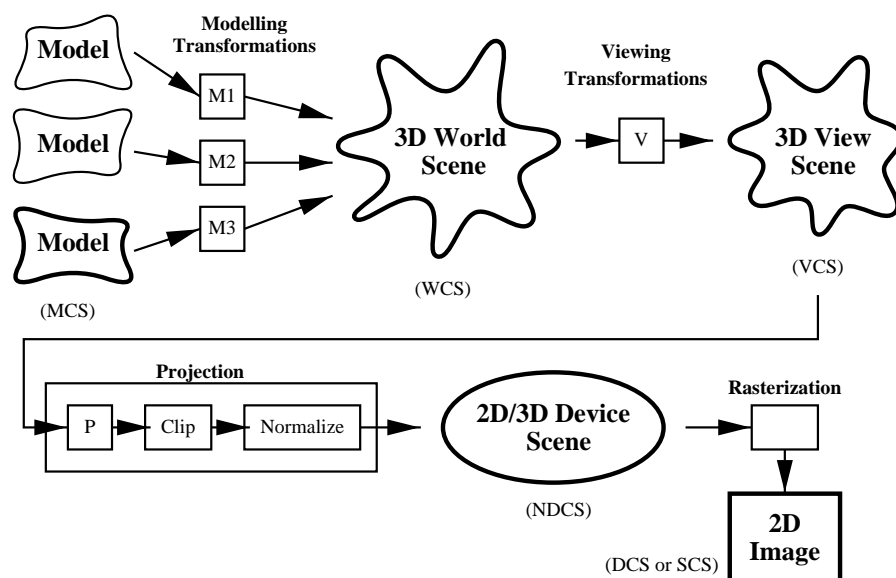 Modelling
Transformations
Model
M1
Model
M2
Model
M3
(MCS)
3D World
Scene
(WCS)
Viewing
Transformations
V
3D View
Scene
(VCS)
Projection
P
Clip
Normalize
2D/3D Device
Scene
(NDCS)
Rasterization
2D
Image
(DCS or SCS)